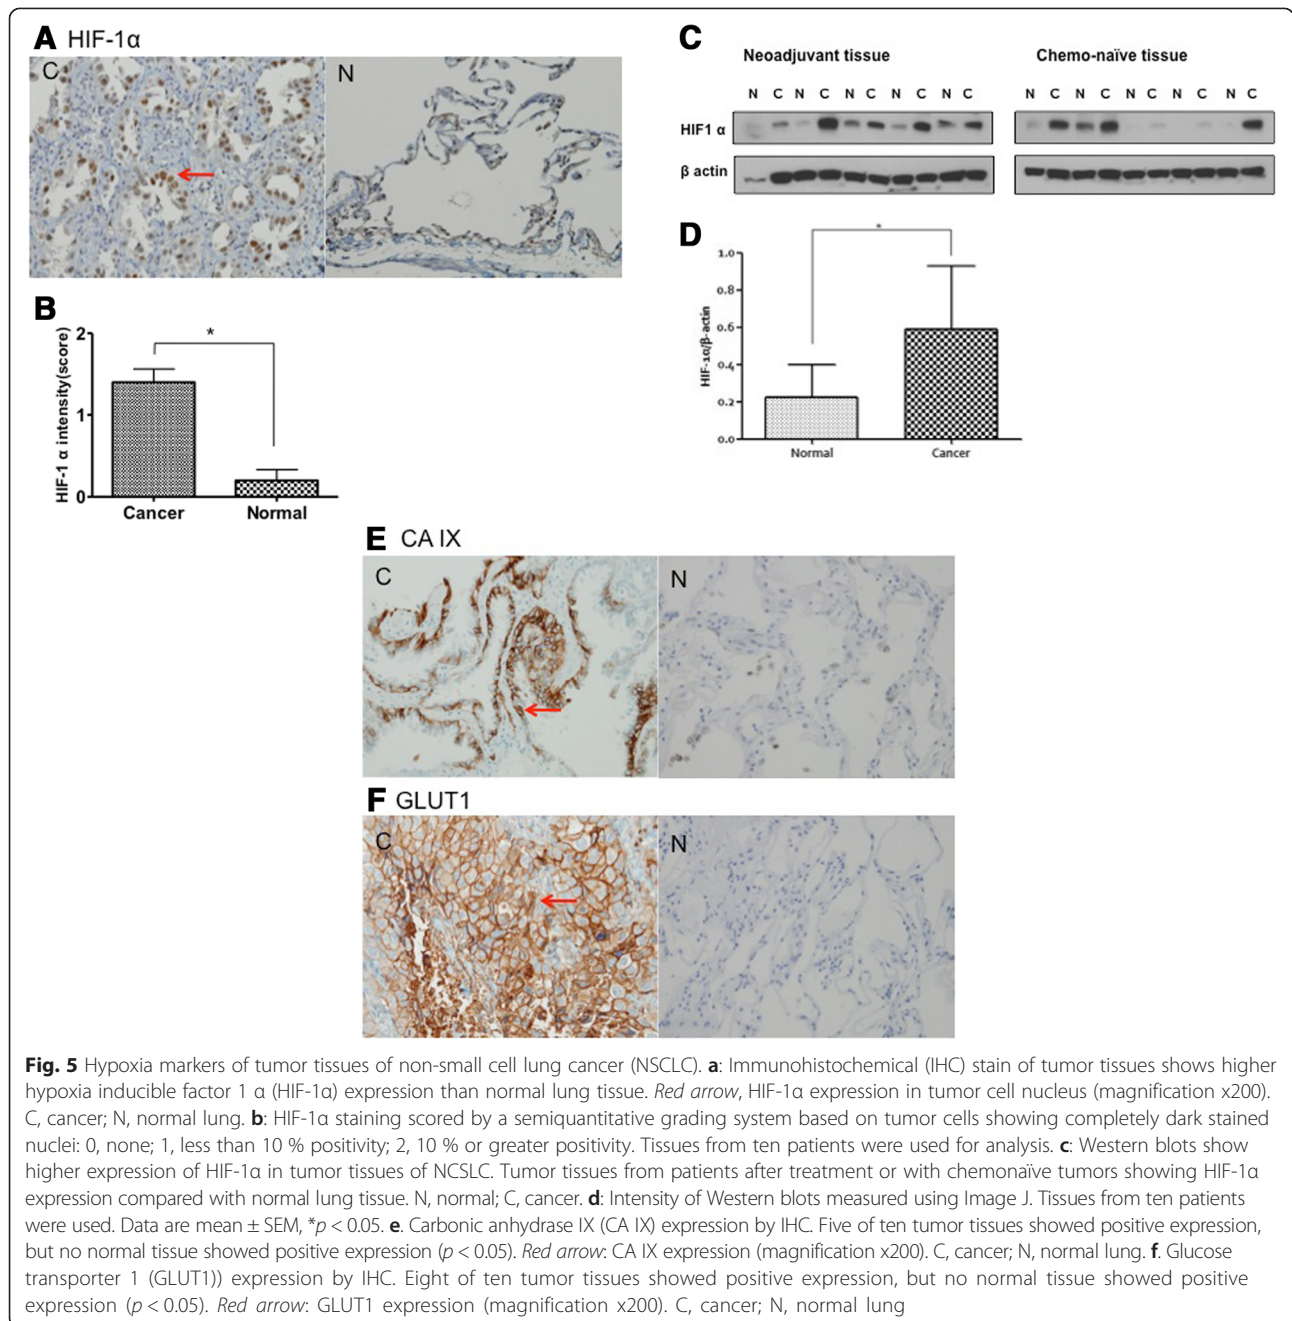 A HIF-1α
C
N
B
HIF-1 α intensity(score)
2
1
0
*
Cancer
Normal
C
Neoadjuvant tissue
Chemo-naïve tissue
N C N C N C N C N C
N C N C N C N C N C
HIF1 α
β actin
D
HIF-1α/β-actin
1.0
0.8
0.6
0.4
0.2
0.0
*
Normal
Cancer
E CA IX
C
N
F GLUT1
C
N
Fig. 5 Hypoxia markers of tumor tissues of non-small cell lung cancer (NSCLC). a: Immunohistochemical (IHC) stain of tumor tissues shows higher
hypoxia inducible factor 1 α (HIF-1α) expression than normal lung tissue. Red arrow, HIF-1α expression in tumor cell nucleus (magnification x200).
C, cancer; N, normal lung. b: HIF-1α staining scored by a semiquantitative grading system based on tumor cells showing completely dark stained
nuclei: 0, none; 1, less than 10 % positivity; 2, 10 % or greater positivity. Tissues from ten patients were used for analysis. c: Western blots show
higher expression of HIF-1α in tumor tissues of NCSLC. Tumor tissues from patients after treatment or with chemonaïve tumors showing HIF-1α
expression compared with normal lung tissue. N, normal; C, cancer. d: Intensity of Western blots measured using Image J. Tissues from ten patients
were used. Data are mean ± SEM, *p < 0.05. e. Carbonic anhydrase IX (CA IX) expression by IHC. Five of ten tumor tissues showed positive expression,
but no normal tissue showed positive expression (p < 0.05). Red arrow: CA IX expression (magnification x200). C, cancer; N, normal lung. f. Glucose
transporter 1 (GLUT1)) expression by IHC. Eight of ten tumor tissues showed positive expression, but no normal tissue showed positive
expression (p < 0.05). Red arrow: GLUT1 expression (magnification x200). C, cancer; N, normal lung